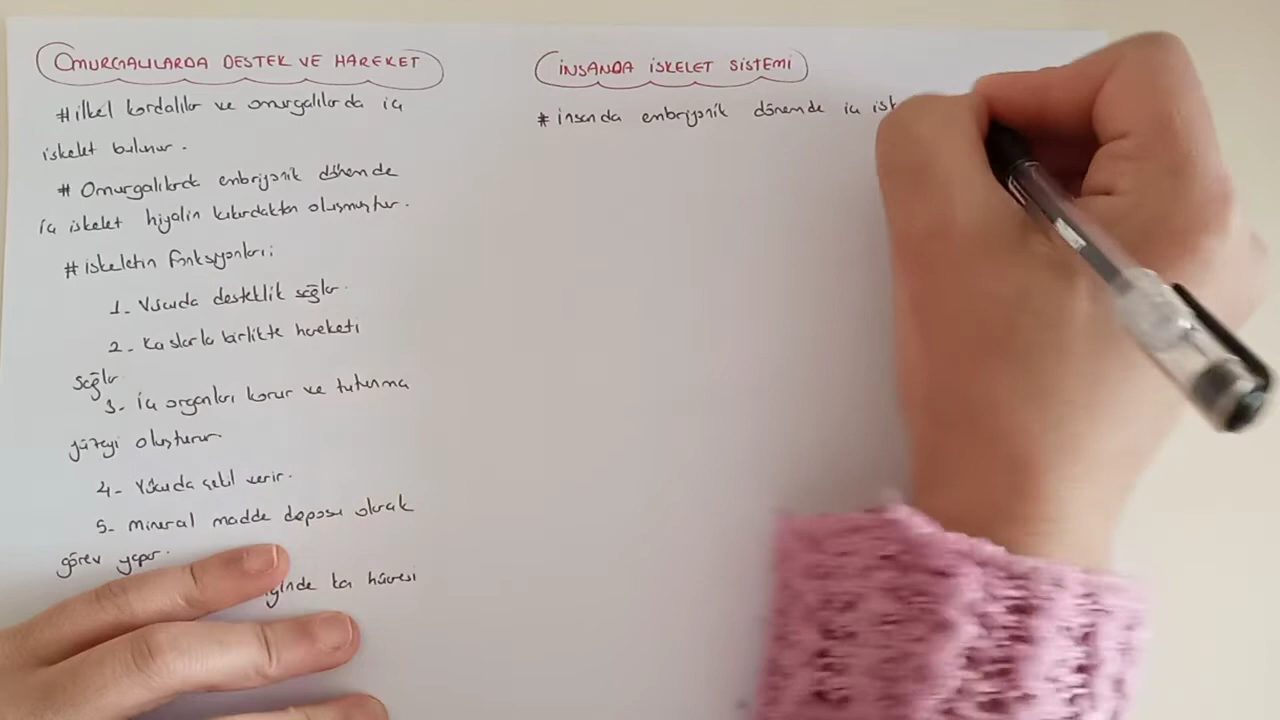 OMURGALILARDA DESTEK VE HAREKET
#ilkel kordalılar ve omurgalılarda iç
iskelet bulunur.
# Omurgalılarda embriyonik dönemde
iç iskelet hiyalin kıkırdaktan oluşmuştur.
#iskeletin fonksiyonları;
1- Vücuda desteklik sağlar.
2- Kaslarla birlikte hareketi
sağlar.
3- iç organları korur ve tutunma
yüzeyi oluşturur.
4- Vücuda şekil verir.
5- mineral madde deposu olarak
görev yapar.
kan hücresi
İNSANDA İSKELET SİSTEMİ
* insanda embriyonik dönemde iç isk